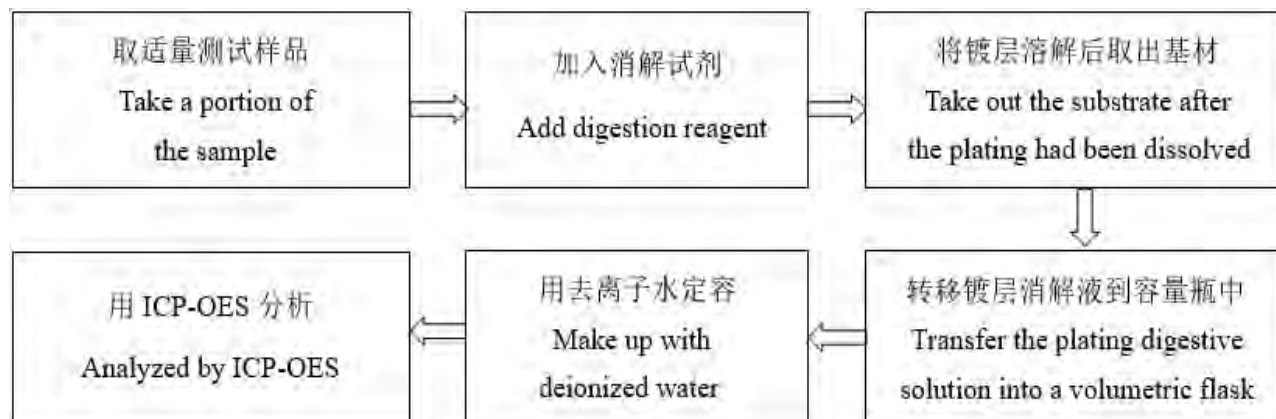 取适量测试样品
Take a portion of
the sample
加入消解试剂
Add digestion reagent
将镀层溶解后取出基材
Take out the substrate after
the plating had been dissolved
转移镀层消解液到容量瓶中
Transfer the plating digestive
solution into a volumetric flask
用去离子水定容
Make up with
deionized water
用 ICP-OES 分析
Analyzed by ICP-OES